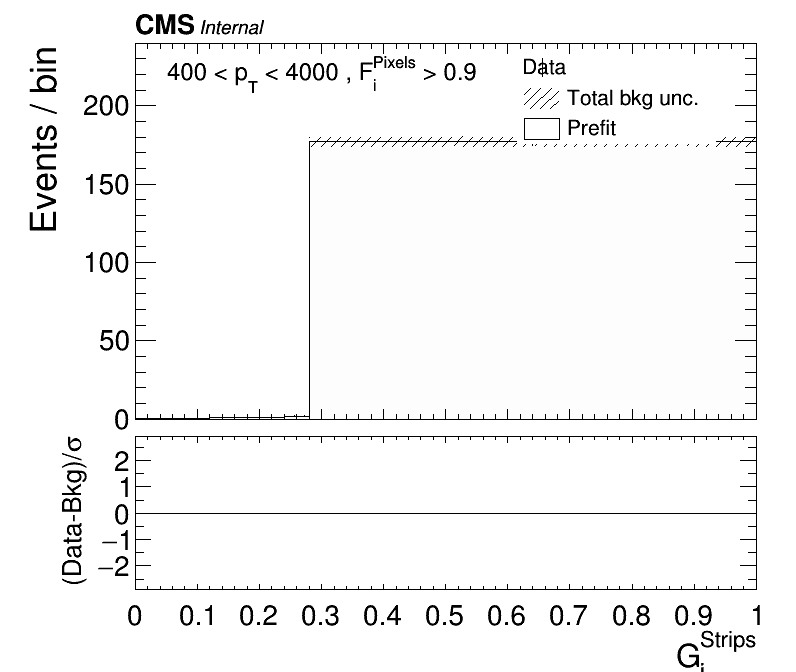 CMS Internal
400 < p_T < 4000 , F_i^Pixels > 0.9
Data
Total bkg unc.
Prefit
Events / bin
200
150
100
50
0
(Data-Bkg)/σ
2
1
0
−1
−2
0 0.1 0.2 0.3 0.4 0.5 0.6 0.7 0.8 0.9 1
G_i^Strips